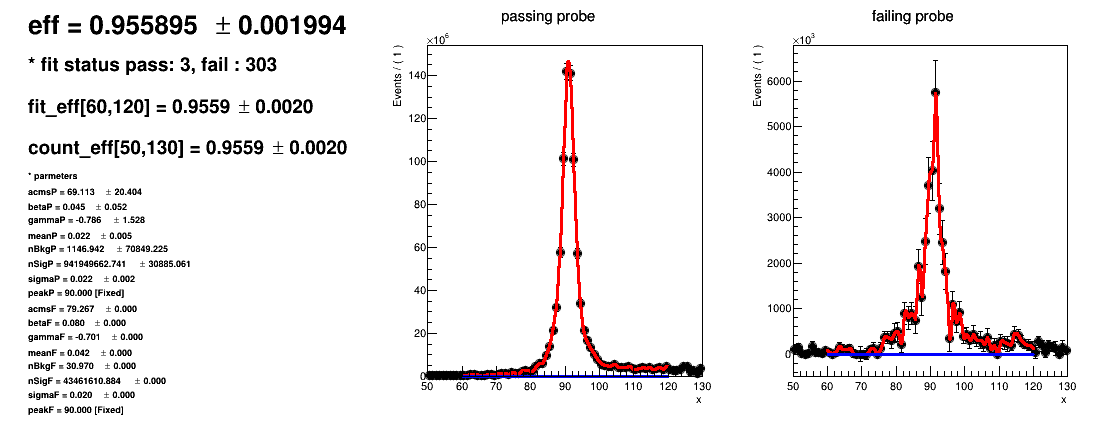 eff = 0.955895 ± 0.001994
* fit status pass: 3, fail : 303
fit_eff[60,120] = 0.9559 ± 0.0020
count_eff[50,130] = 0.9559 ± 0.0020
* parmeters
acmsP = 69.113 ± 20.404
betaP = 0.045 ± 0.052
gammaP = -0.786 ± 1.528
meanP = 0.022 ± 0.005
nBkgP = 1146.942 ± 70849.225
nSigP = 941949662.741 ± 30885.061
sigmaP = 0.022 ± 0.002
peakP = 90.000 [Fixed]
acmsF = 79.267 ± 0.000
betaF = 0.080 ± 0.000
gammaF = -0.701 ± 0.000
meanF = 0.042 ± 0.000
nBkgF = 30.970 ± 0.000
nSigF = 43461610.884 ± 0.000
sigmaF = 0.020 ± 0.000
peakF = 90.000 [Fixed]
passing probe
×10⁶
Events / ( 1 )
140
120
100
80
60
40
20
0
50 60 70 80 90 100 110 120 130
x
failing probe
×10³
Events / ( 1 )
6000
5000
4000
3000
2000
1000
0
50 60 70 80 90 100 110 120 130
x